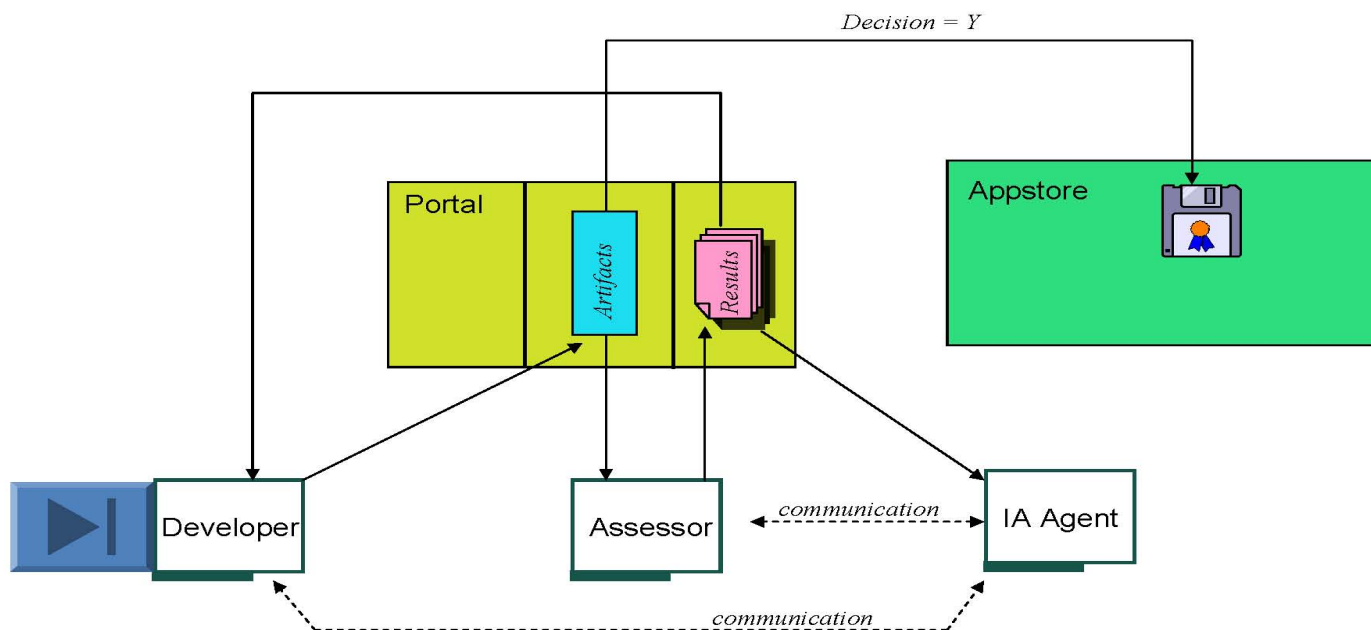 Decision = Y
Portal
Appstore
Artifacts
Results
Developer
Assessor
communication
IA Agent
communication